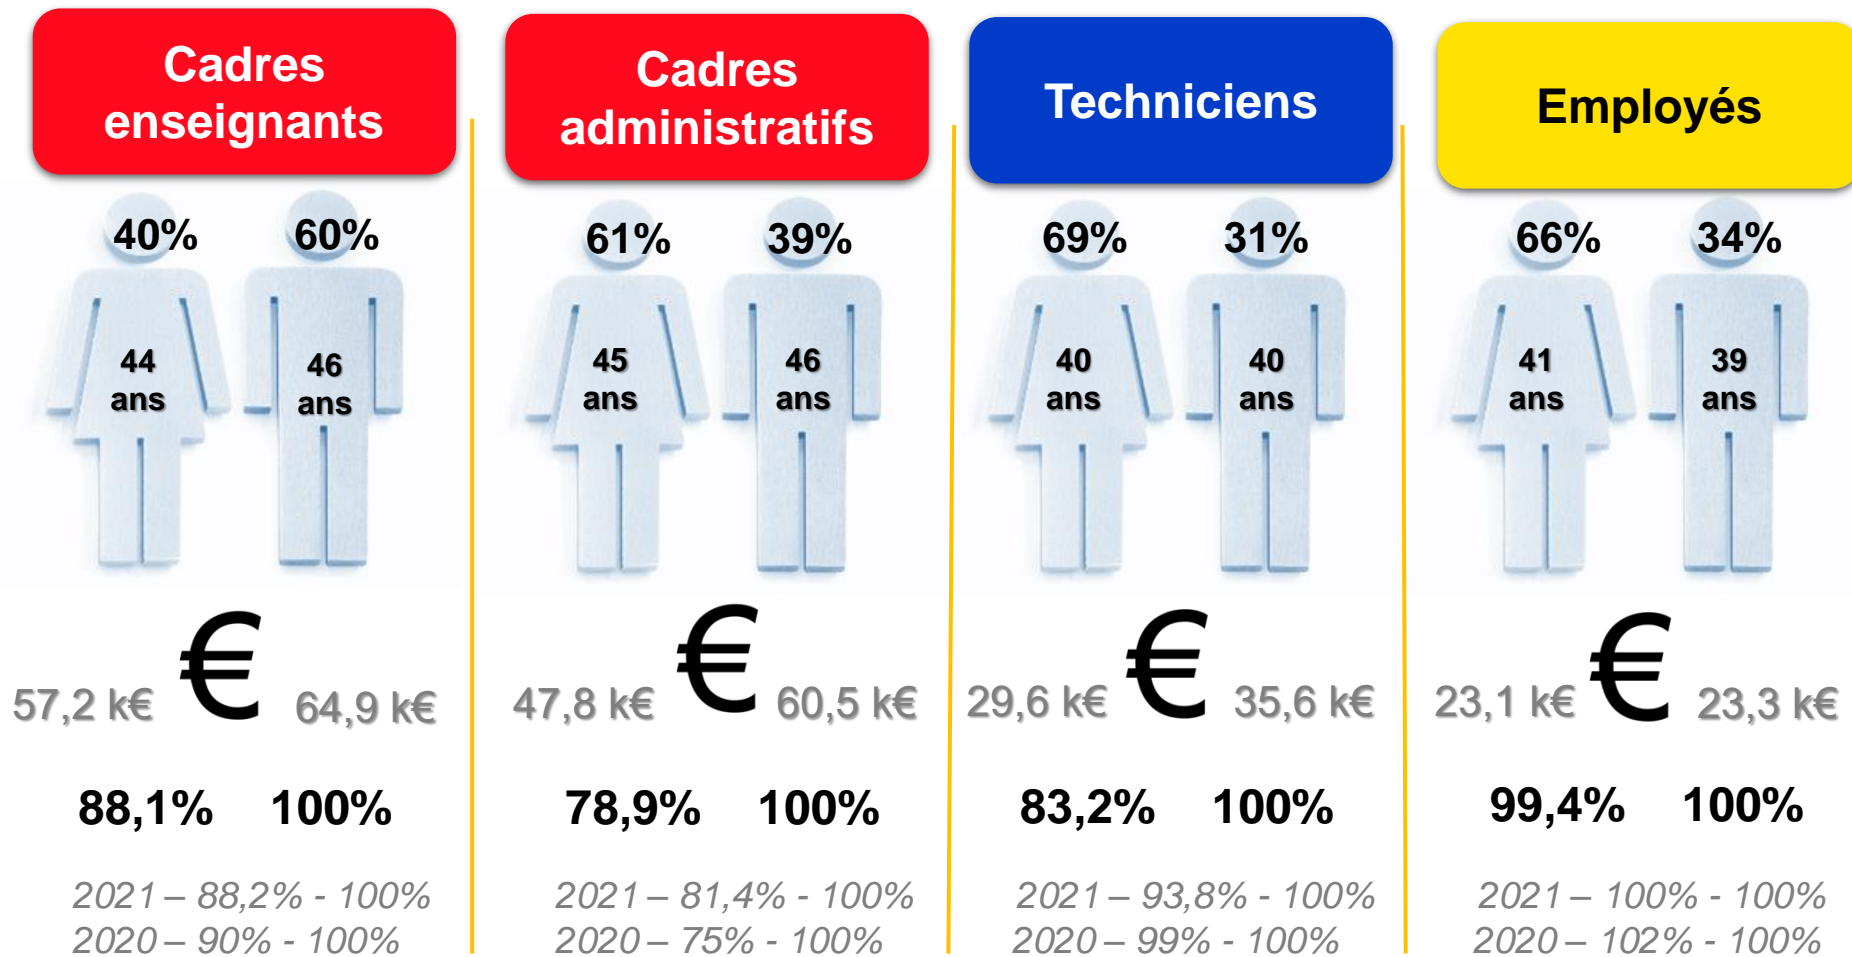 Cadres
enseignants
40% 60%
44
ans
46
ans
€
57,2 k€ 64,9 k€
88,1% 100%
2021 – 88,2% - 100%
2020 – 90% - 100%
Cadres
administratifs
61% 39%
45
ans
46
ans
€
47,8 k€ 60,5 k€
78,9% 100%
2021 – 81,4% - 100%
2020 – 75% - 100%
Techniciens
69% 31%
40
ans
40
ans
€
29,6 k€ 35,6 k€
83,2% 100%
2021 – 93,8% - 100%
2020 – 99% - 100%
Employés
66% 34%
41
ans
39
ans
€
23,1 k€ 23,3 k€
99,4% 100%
2021 – 100% - 100%
2020 – 102% - 100%